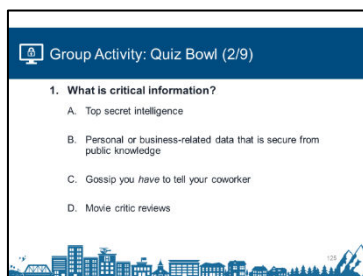 Group Activity: Quiz Bowl (2/9)
1. What is critical information?
A. Top secret intelligence
B. Personal or business-related data that is secure from
public knowledge
C. Gossip you have to tell your coworker
D. Movie critic reviews